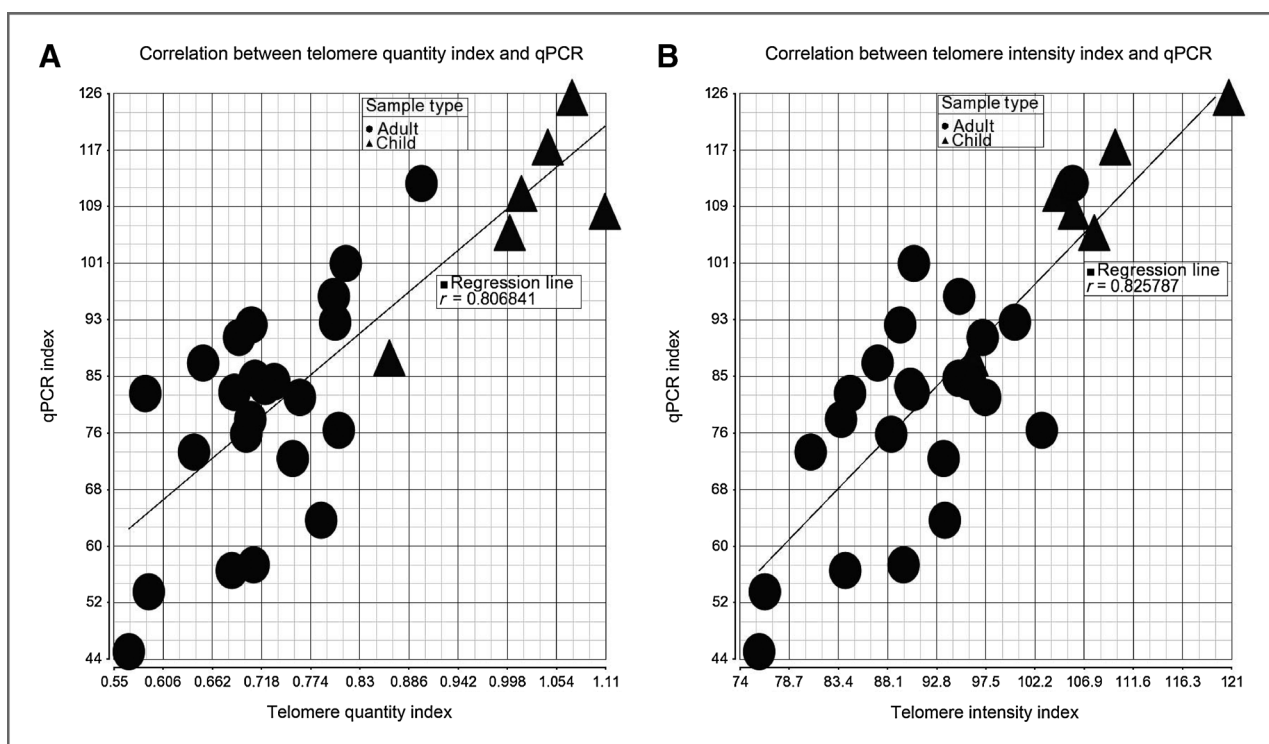 A
Correlation between telomere quantity index and qPCR
Sample type
Adult
Child
Regression line
r = 0.806841
126
117
109
101
93
85
76
68
60
52
44
qPCR index
0.55 0.606 0.662 0.718 0.774 0.83 0.886 0.942 0.998 1.054 1.11
Telomere quantity index
B
Correlation between telomere intensity index and qPCR
Sample type
Adult
Child
Regression line
r = 0.825787
126
117
109
101
93
85
76
68
60
52
44
qPCR index
74 78.7 83.4 88.1 92.8 97.5 102.2 106.9 111.6 116.3 121
Telomere intensity index